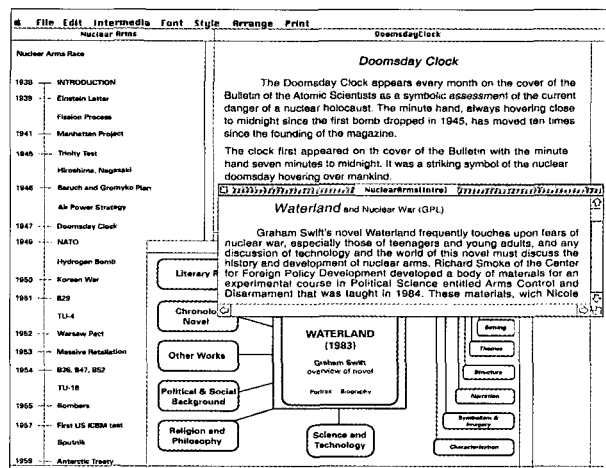 File Edit Intermedia Font Style Arrange Print
Nuclear Arms
DoomsdayClock
Nuclear Arms Race
1938 INTRODUCTION
1939 Einstein Letter
Fission Process
1941 Manhattan Project
1945 Trinity Test
Hiroshima, Nagasaki
1946 Baruch and Gromyko Plan
Air Power Strategy
1947 Doomsday Clock
1949 NATO
Hydrogen Bomb
1950 Korean War
1951 B29
TU-4
1952 Warsaw Pact
1953 Massive Retaliation
1954 B36, B47, B52
TU-16
1955 Bombers
1957 First US ICBM test
Sputnik
1959 Antarctic Treaty
Doomsday Clock
The Doomsday Clock appears every month on the cover of the
Bulletin of the Atomic Scientists as a symbolic assessment of the current
danger of a nuclear holocaust. The minute hand, always hovering close
to midnight since the first bomb dropped in 1945, has moved ten times
since the founding of the magazine.
The clock first appeared on th cover of the Bulletin with the minute
hand seven minutes to midnight. It was a striking symbol of the nuclear
doomsday hovering over mankind.
NuclearArms(Intro)
Waterland and Nuclear War (GPL)
Graham Swift's novel Waterland frequently touches upon fears of
nuclear war, especially those of teenagers and young adults, and any
discussion of technology and the world of this novel must discuss the
history and development of nuclear arms. Richard Smoke of the Center
for Foreign Policy Development developed a body of materials for an
experimental course in Political Science entitled Arms Control and
Disarmament that was taught in 1984. These materials, wich Nicole
Literary R
Chronolo
Novel
Other Works
Political & Social
Background
Religion and
Philosophy
WATERLAND
(1983)
Graham Swift
overview of novel
Portrait Biography
Science and
Technology
Setting
Themes
Structure
Narration
Symbolism &
Imagery
Characterization